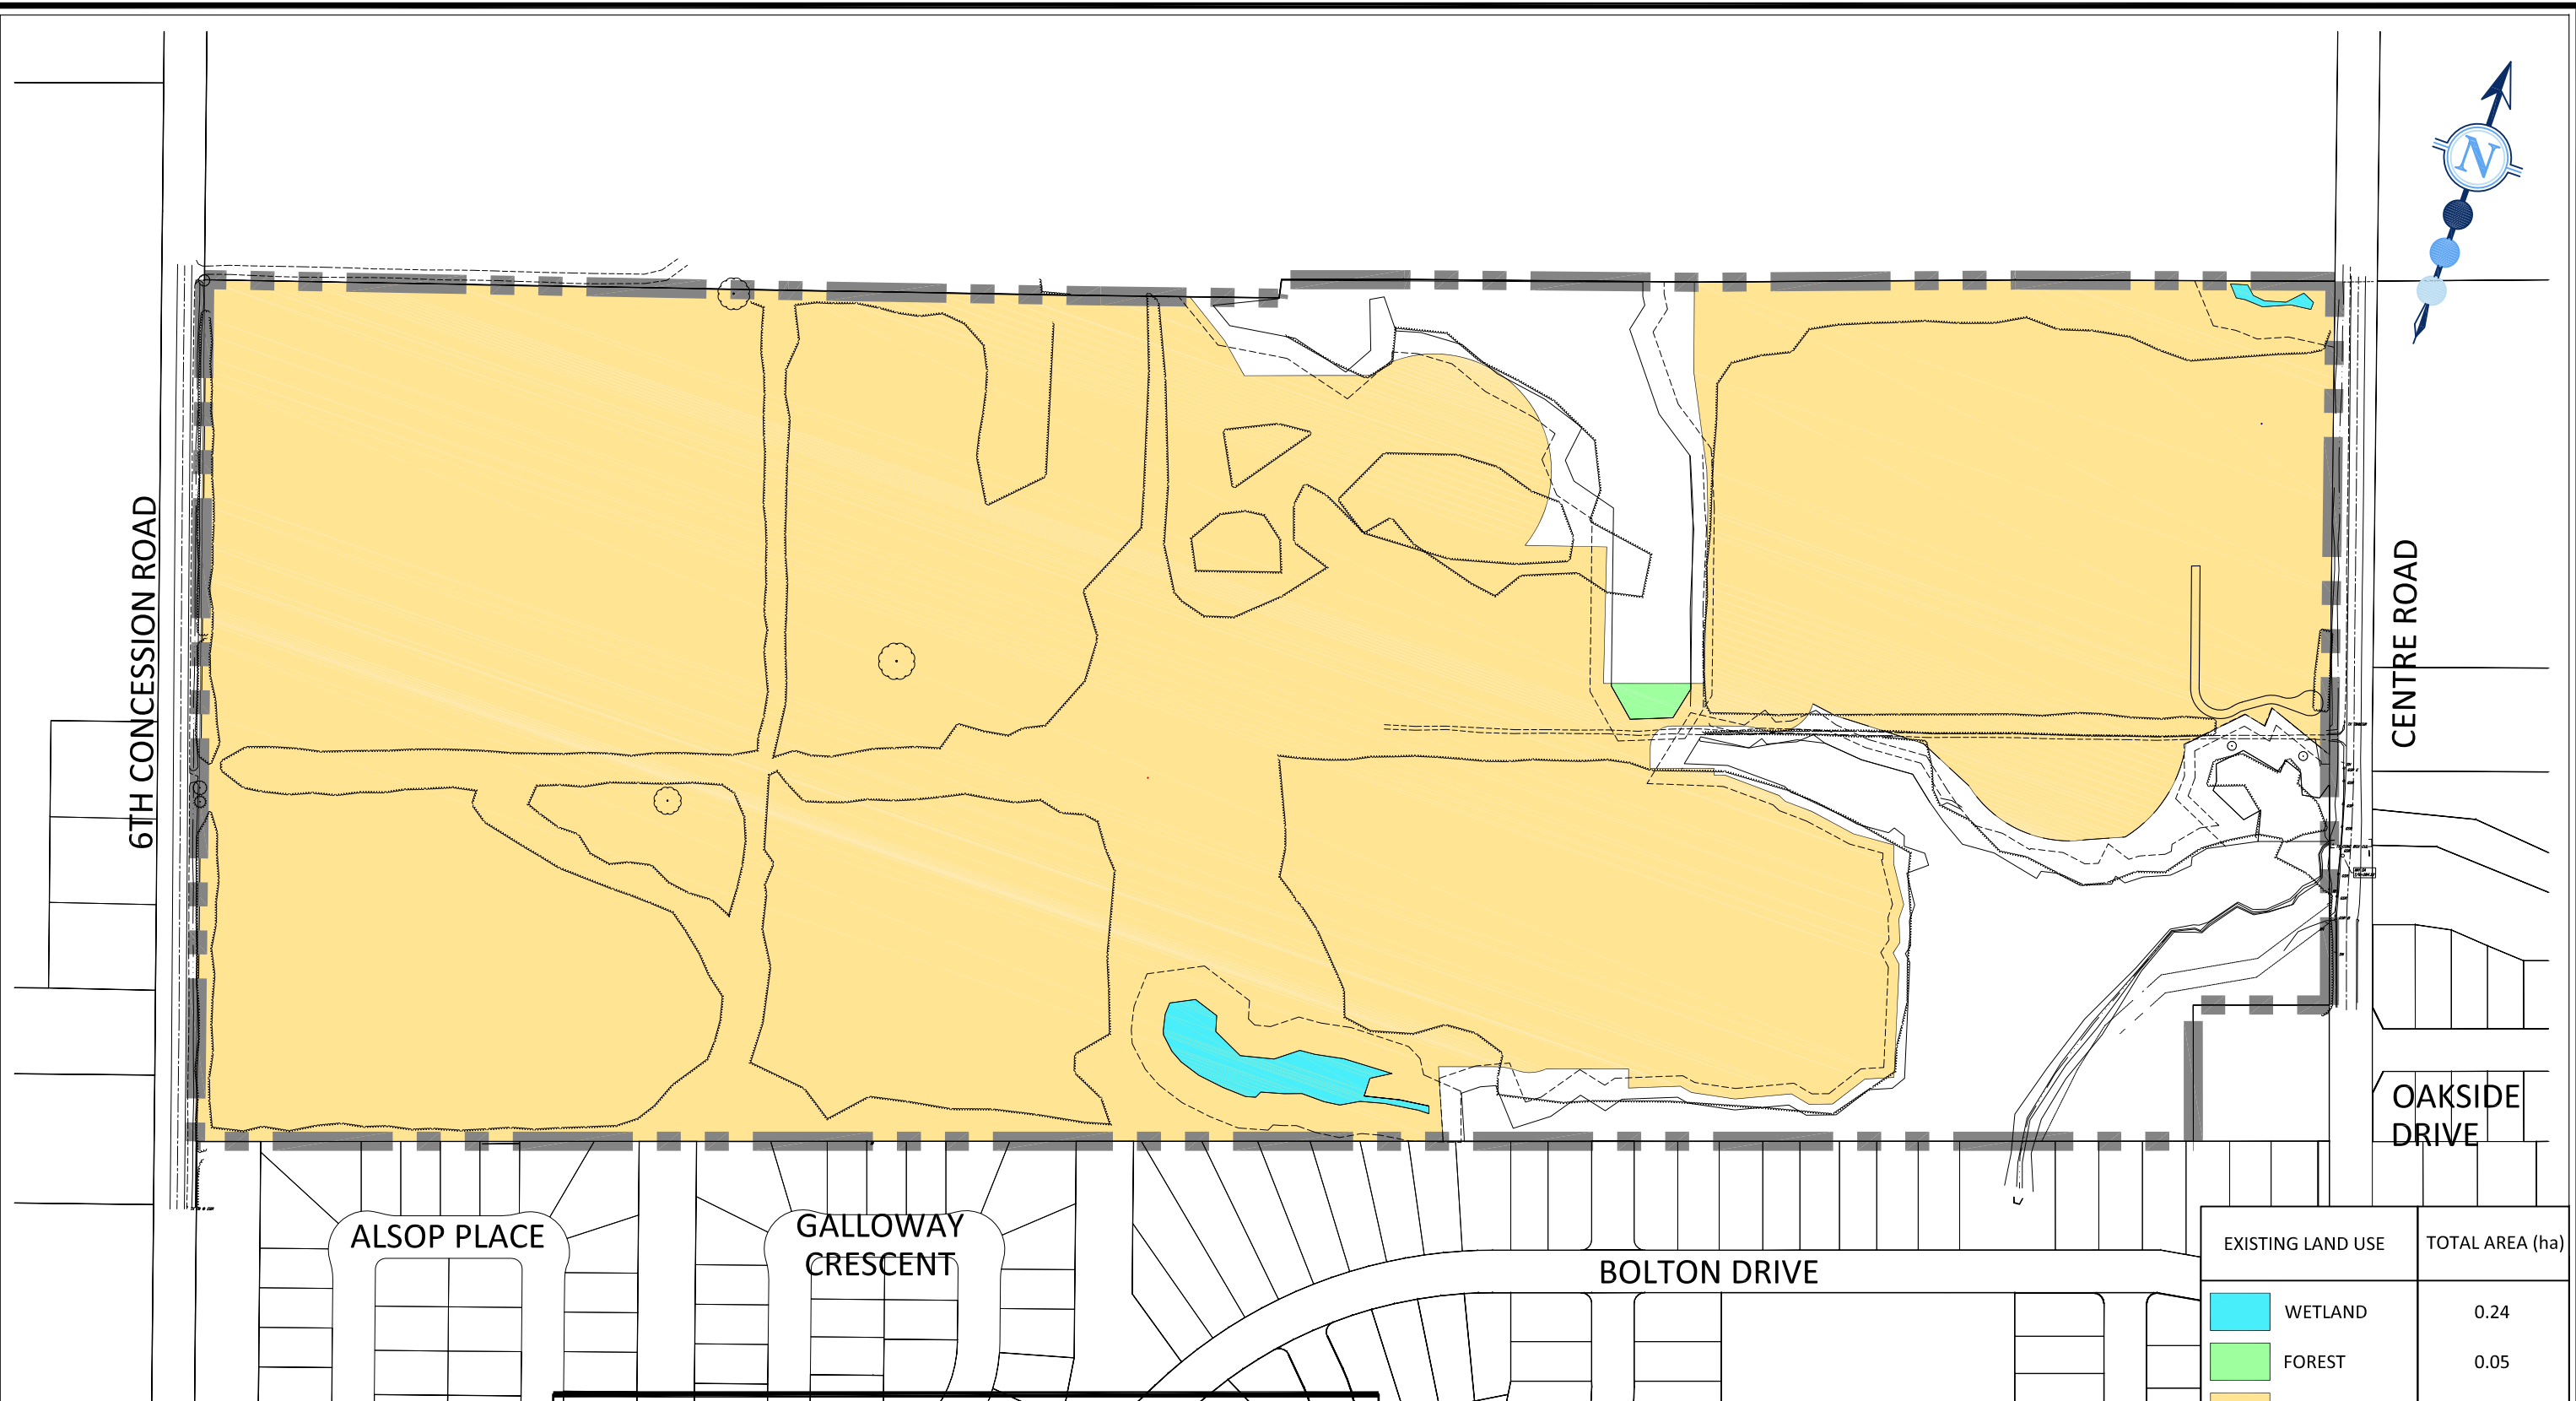 N
6TH CONCESSION ROAD
CENTRE ROAD
OAKSIDE
DRIVE
ALSOP PLACE
GALLOWAY
CRESCENT
BOLTON DRIVE
EXISTING LAND USE
TOTAL AREA (ha)
WETLAND
0.24
FOREST
0.05